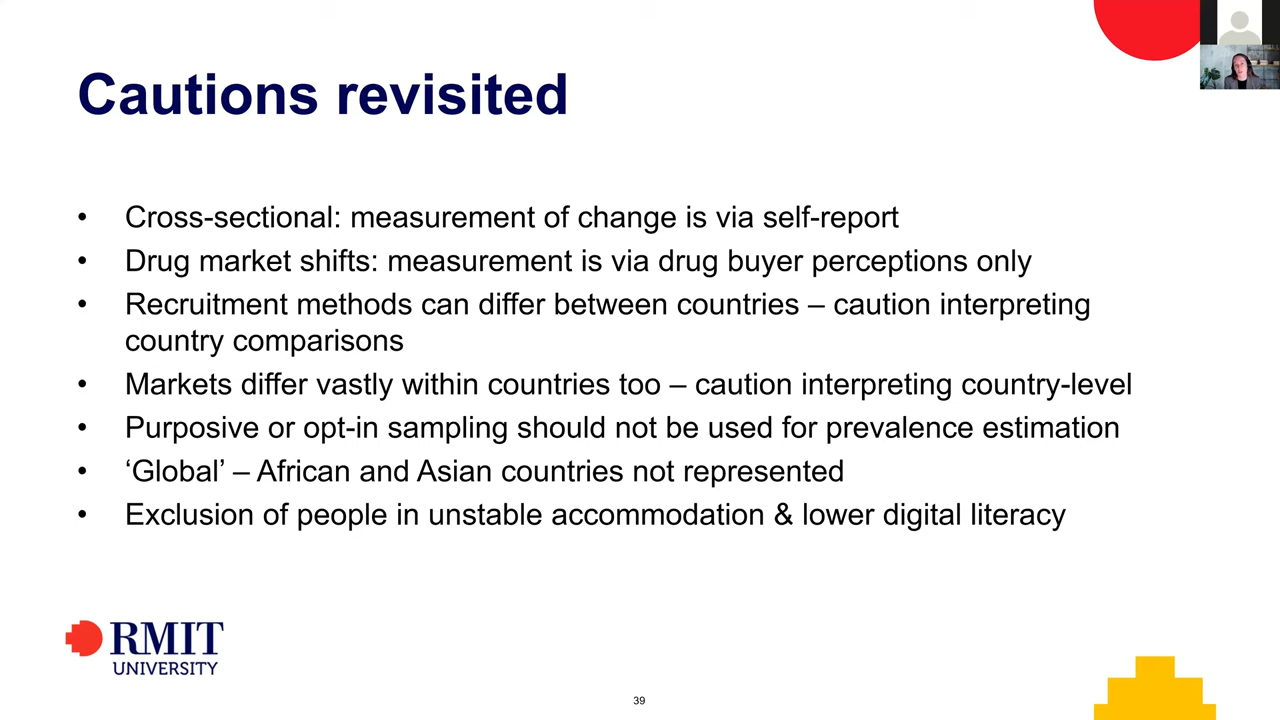 Cautions revisited
• Cross-sectional: measurement of change is via self-report
• Drug market shifts: measurement is via drug buyer perceptions only
• Recruitment methods can differ between countries – caution interpreting
country comparisons
• Markets differ vastly within countries too – caution interpreting country-level
• Purposive or opt-in sampling should not be used for prevalence estimation
• ‘Global’ – African and Asian countries not represented
• Exclusion of people in unstable accommodation & lower digital literacy
RMIT
UNIVERSITY
39